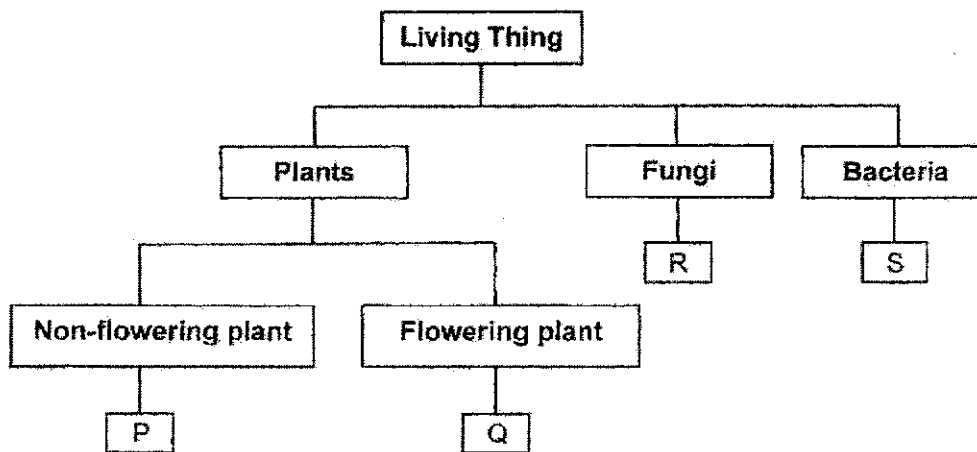 Living Thing
Plants
Fungi
Bacteria
R
S
Non-flowering plant
Flowering plant
P
Q